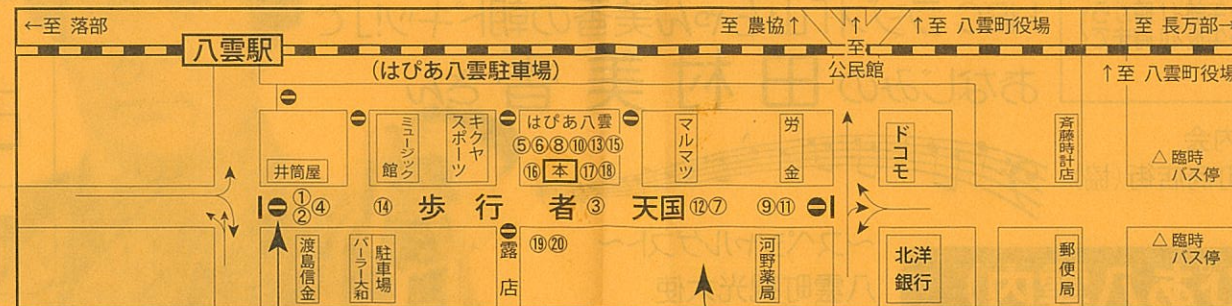 ←至 落部
至 農協↑
↑
至
公民館
↑至 八雲町役場
至 長万部→
八雲駅
(はぴあ八雲駐車場)
↑至 八雲町役場
井筒屋
ミュージック館
キクヤスポーツ
はぴあ八雲
⑤⑥⑧⑩⑬⑮
⑯本⑰⑱
マルマツ
労金
ドコモ
斉藤時計店
△臨時
バス停
①
②④
⑭
歩行者
③
天国
⑫⑦
⑨⑪
渡島信金
駐車場
パーラー大和
露店
⑲⑳
河野薬局
北洋
銀行
郵便局
△臨時
バス停